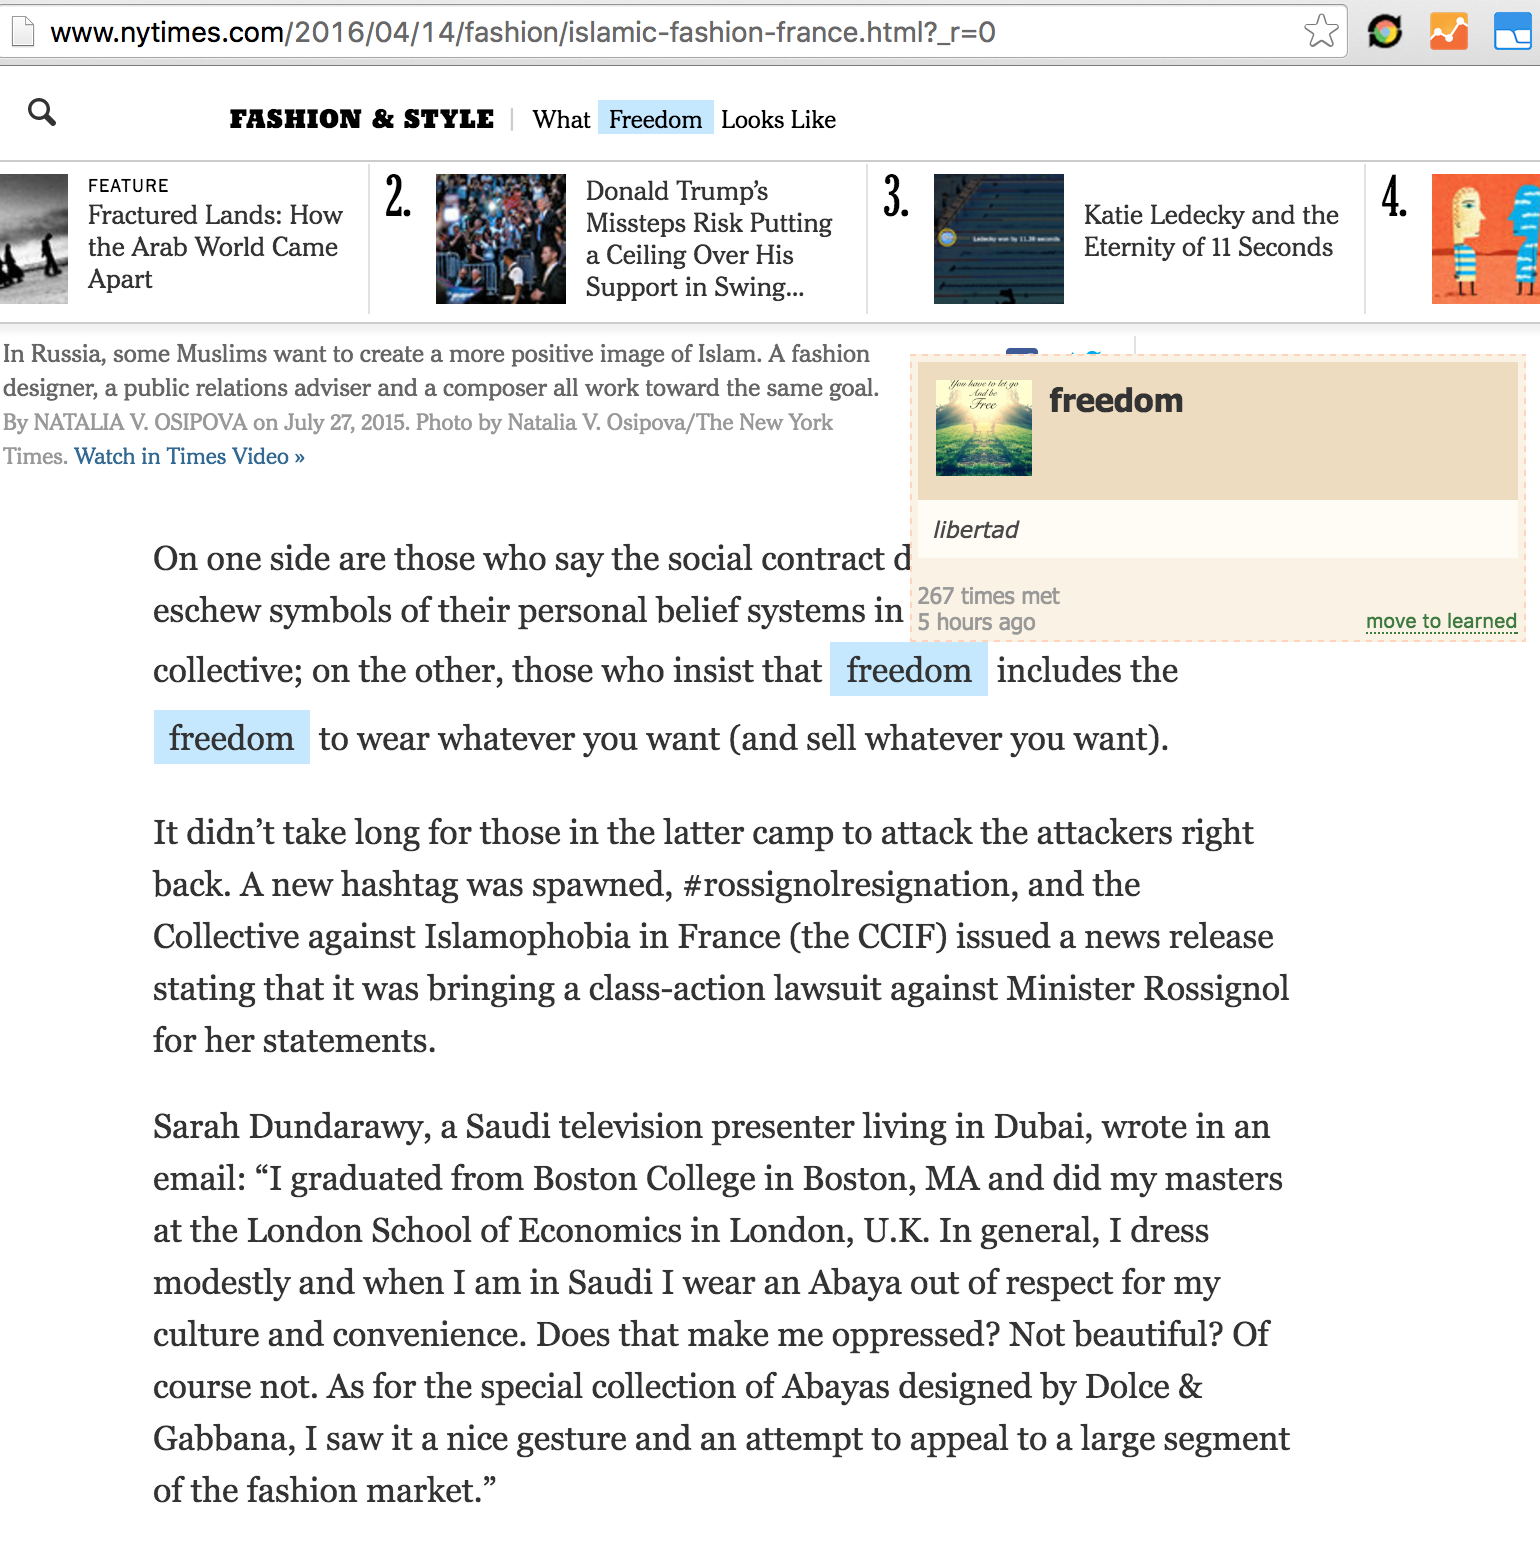 www.nytimes.com/2016/04/14/fashion/islamic-fashion-france.html?_r=0
FASHION & STYLE | What Freedom Looks Like
FEATURE
Fractured Lands: How
the Arab World Came
Apart
2.
Donald Trump’s
Missteps Risk Putting
a Ceiling Over His
Support in Swing...
3.
Ledecky won by 11.38 seconds
Katie Ledecky and the
Eternity of 11 Seconds
4.
In Russia, some Muslims want to create a more positive image of Islam. A fashion
designer, a public relations adviser and a composer all work toward the same goal.
By NATALIA V. OSIPOVA on July 27, 2015. Photo by Natalia V. Osipova/The New York
Times. Watch in Times Video »
You have to let go
And be
Free
freedom
libertad
267 times met
5 hours ago
move to learned
On one side are those who say the social contract d
eschew symbols of their personal belief systems in
collective; on the other, those who insist that freedom includes the
freedom to wear whatever you want (and sell whatever you want).
It didn’t take long for those in the latter camp to attack the attackers right
back. A new hashtag was spawned, #rossignolresignation, and the
Collective against Islamophobia in France (the CCIF) issued a news release
stating that it was bringing a class-action lawsuit against Minister Rossignol
for her statements.
Sarah Dundarawy, a Saudi television presenter living in Dubai, wrote in an
email: “I graduated from Boston College in Boston, MA and did my masters
at the London School of Economics in London, U.K. In general, I dress
modestly and when I am in Saudi I wear an Abaya out of respect for my
culture and convenience. Does that make me oppressed? Not beautiful? Of
course not. As for the special collection of Abayas designed by Dolce &
Gabbana, I saw it a nice gesture and an attempt to appeal to a large segment
of the fashion market.”